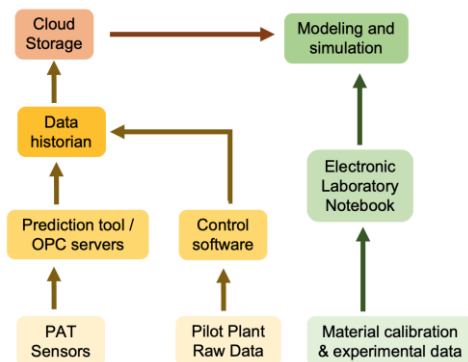 Cloud
Storage
Modeling and
simulation
Data
historian
Electronic
Laboratory
Notebook
Prediction tool /
OPC servers
Control
software
PAT
Sensors
Pilot Plant
Raw Data
Material calibration
& experimental data